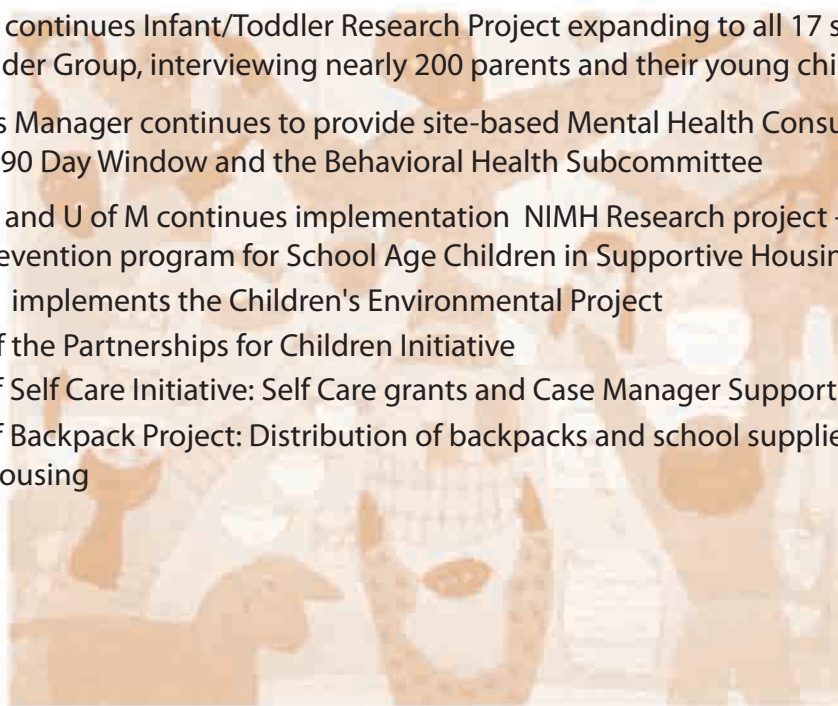 continues Infant/Toddler Research Project expanding to all 17 s
der Group, interviewing nearly 200 parents and their young chi
s Manager continues to provide site-based Mental Health Consu
90 Day Window and the Behavioral Health Subcommittee
and U of M continues implementation NIMH Research project -
evention program for School Age Children in Supportive Housin
implements the Children's Environmental Project
f the Partnerships for Children Initiative
f Self Care Initiative: Self Care grants and Case Manager Support
f Backpack Project: Distribution of backpacks and school supplie
ousing